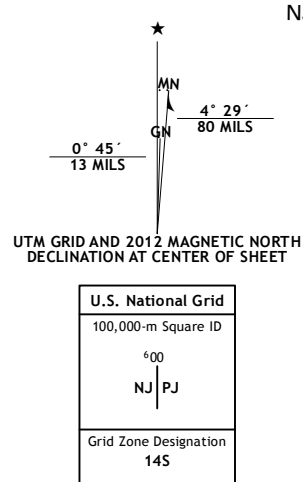 N
MN
4° 29´
80 MILS
GN
0° 45´
13 MILS
UTM GRID AND 2012 MAGNETIC NORTH
DECLINATION AT CENTER OF SHEET
U.S. National Grid
100,000-m Square ID
⁶00
NJ PJ
Grid Zone Designation
14S